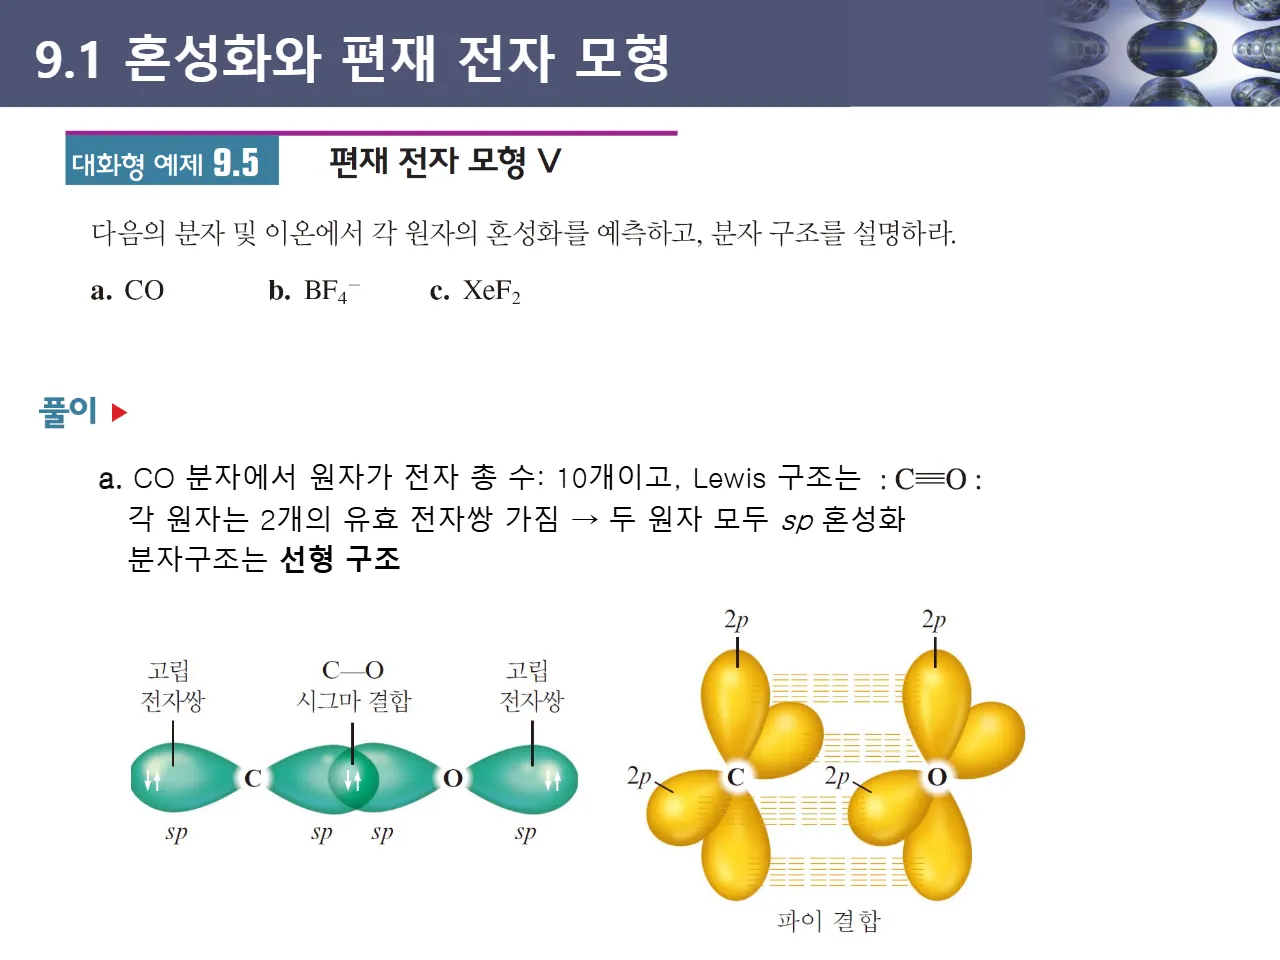 9.1 혼성화와 편재 전자 모형
대화형 예제 9.5 편재 전자 모형 V
다음의 분자 및 이온에서 각 원자의 혼성화를 예측하고, 분자 구조를 설명하라.
a. CO b. BF₄⁻ c. XeF₂
풀이 ▶
a. CO 분자에서 원자가 전자 총 수: 10개이고, Lewis 구조는 :C≡O:
각 원자는 2개의 유효 전자쌍 가짐 → 두 원자 모두 sp 혼성화
분자구조는 선형 구조
고립 전자쌍
C—O 시그마 결합
고립 전자쌍
C O
sp sp sp sp
2p 2p
2p C 2p O
파이 결합